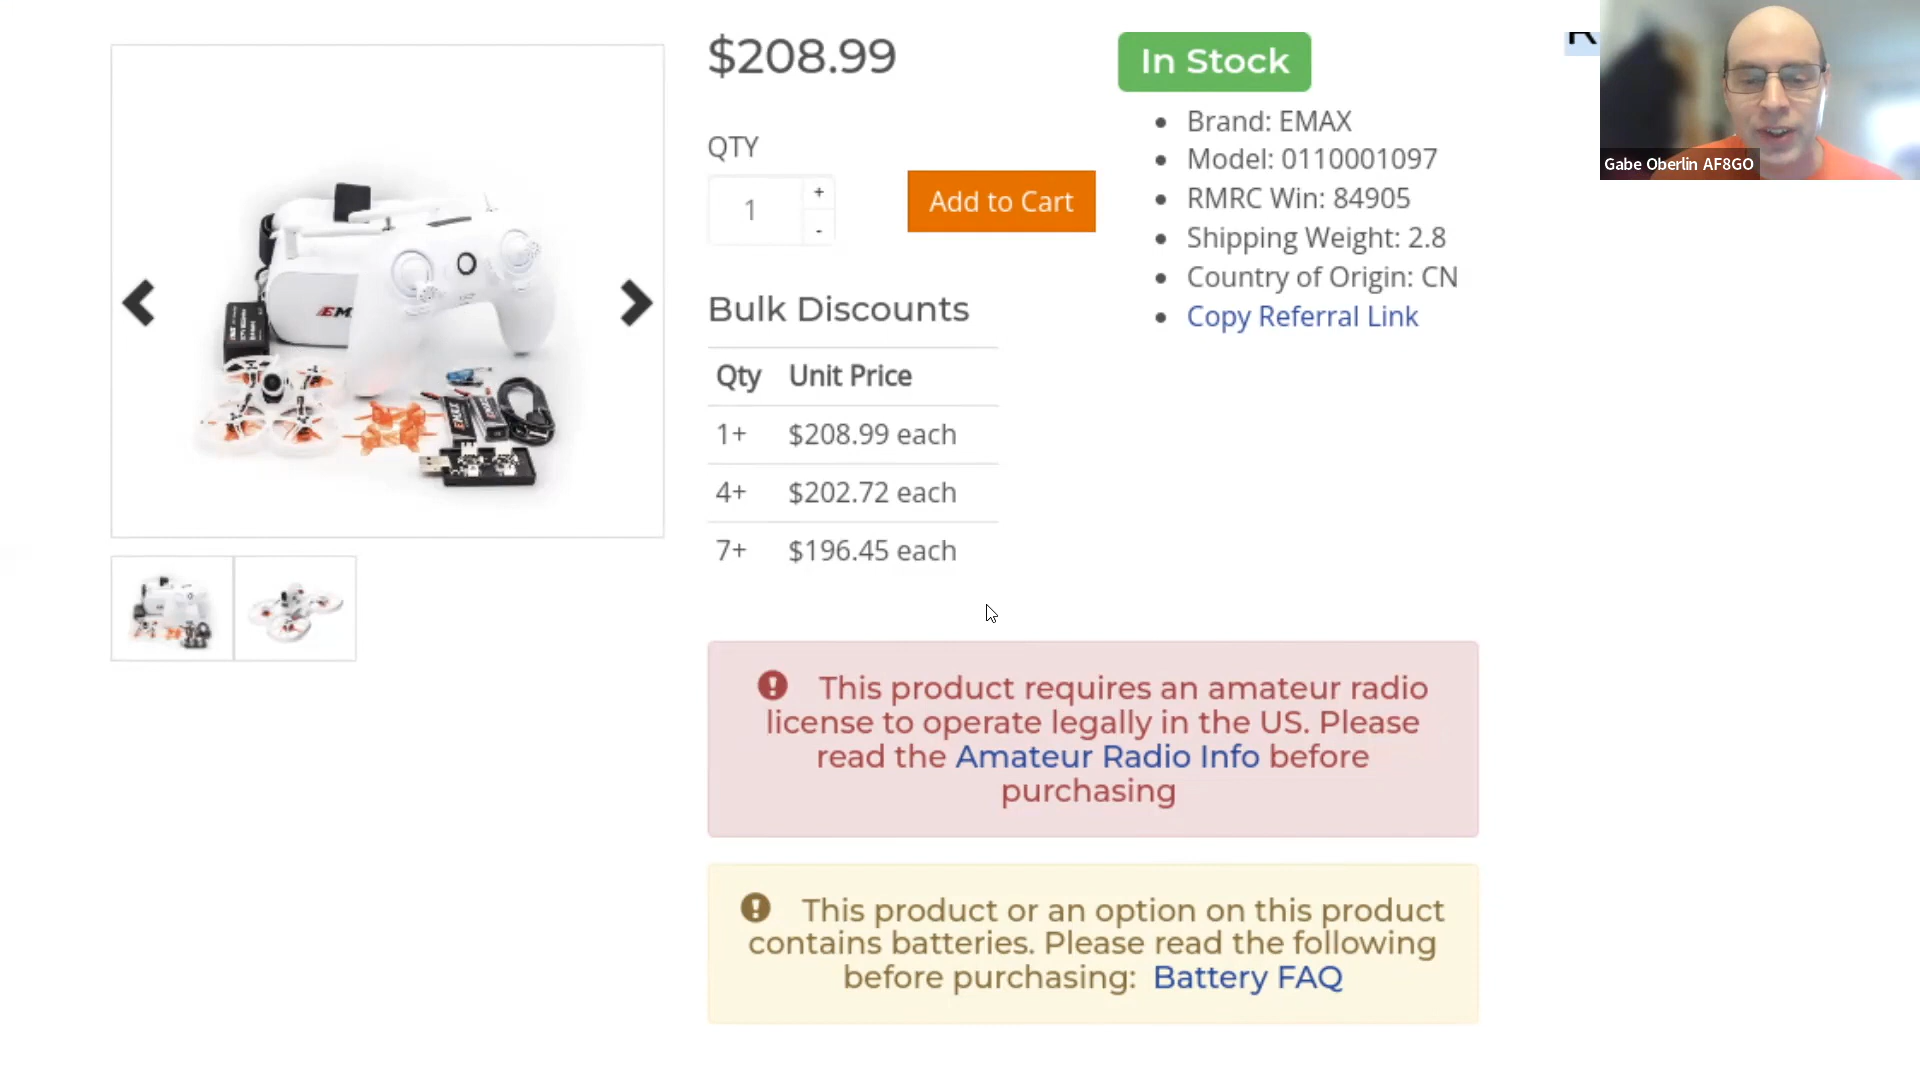 $208.99
In Stock
Brand: EMAX
Model: 0110001097
RMRC Win: 84905
Shipping Weight: 2.8
Country of Origin: CN
Copy Referral Link
QTY
1
+
-
Add to Cart
Bulk Discounts
Qty Unit Price
1+ $208.99 each
4+ $202.72 each
7+ $196.45 each
This product requires an amateur radio
license to operate legally in the US. Please
read the Amateur Radio Info before
purchasing
This product or an option on this product
contains batteries. Please read the following
before purchasing: Battery FAQ
Gabe Oberlin AF8GO